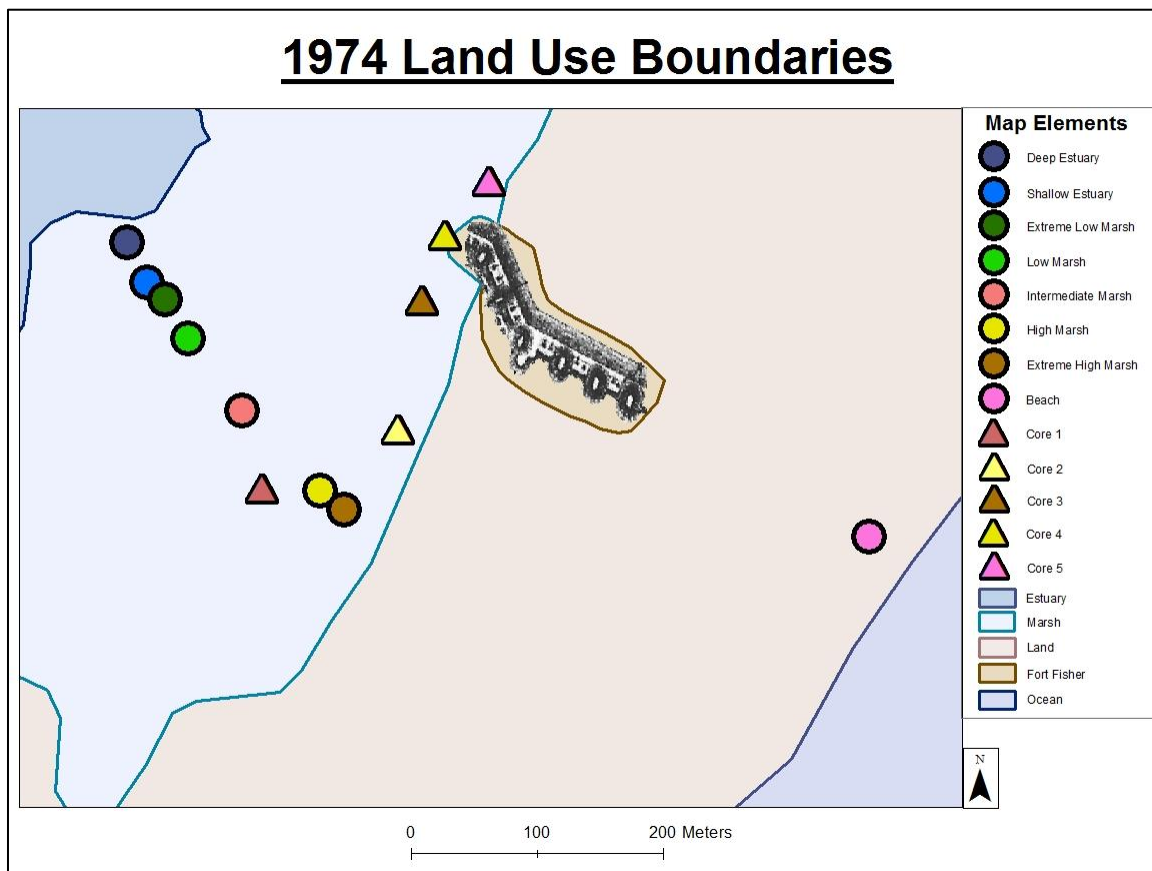 1974 Land Use Boundaries
Map Elements
Deep Estuary
Shallow Estuary
Extreme Low Marsh
Low Marsh
Intermediate Marsh
High Marsh
Extreme High Marsh
Beach
Core 1
Core 2
Core 3
Core 4
Core 5
Estuary
Marsh
Land
Fort Fisher
Ocean
N
0 100 200 Meters